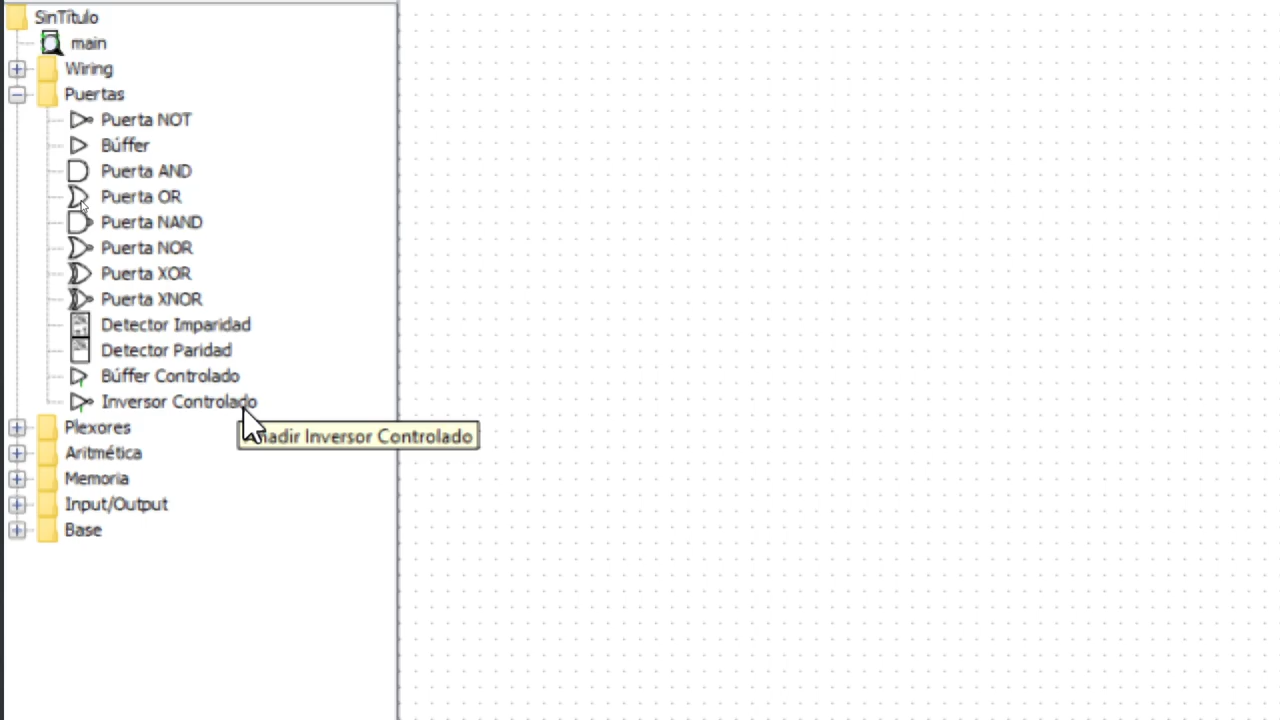 SinTítulo
main
Wiring
Puertas
Puerta NOT
Búffer
Puerta AND
Puerta OR
Puerta NAND
Puerta NOR
Puerta XOR
Puerta XNOR
Detector Imparidad
Detector Paridad
Búffer Controlado
Inversor Controlado
Plexores
Inversor Controlado
Aritmética
Memoria
Input/Output
Base